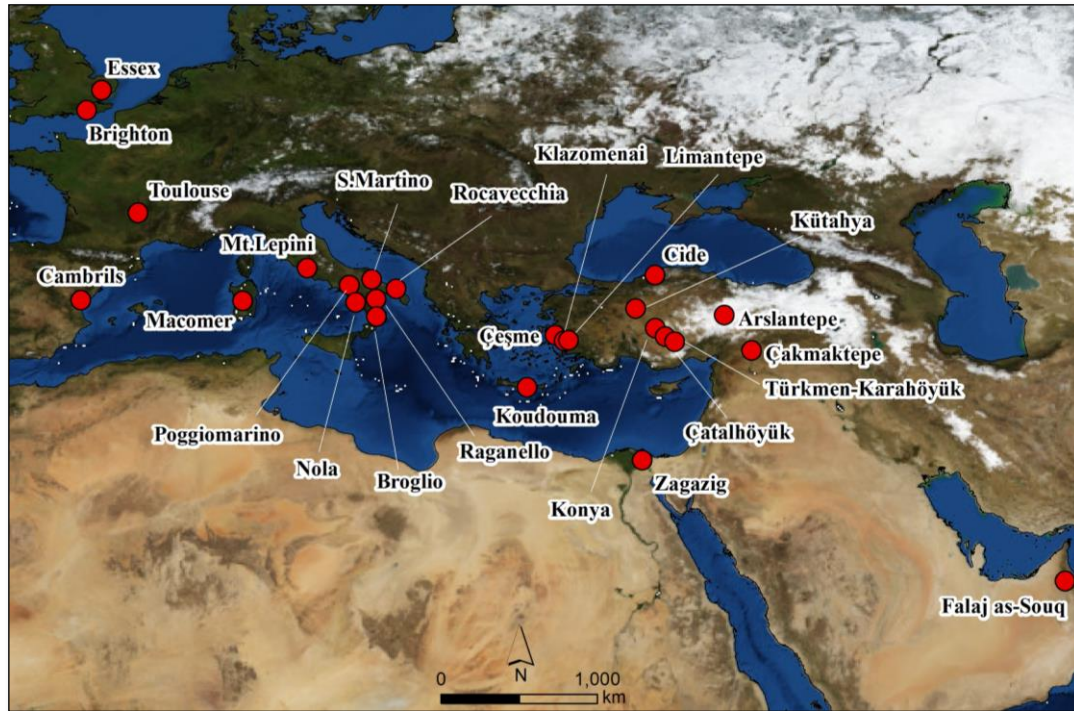 Essex
Brighton
Toulouse
Cambrils
Macomer
Mt.Lepini
S.Martino
Rocavecchia
Klazomenai
Limantepe
Kütahya
Cide
Çeşme
Arslantepe
Çakmaktepe
Türkmen-Karahöyük
Çatalhöyük
Koudouma
Poggiomarino
Nola
Broglio
Raganello
Konya
Zagazig
Falaj as-Souq
N
0 1,000
km